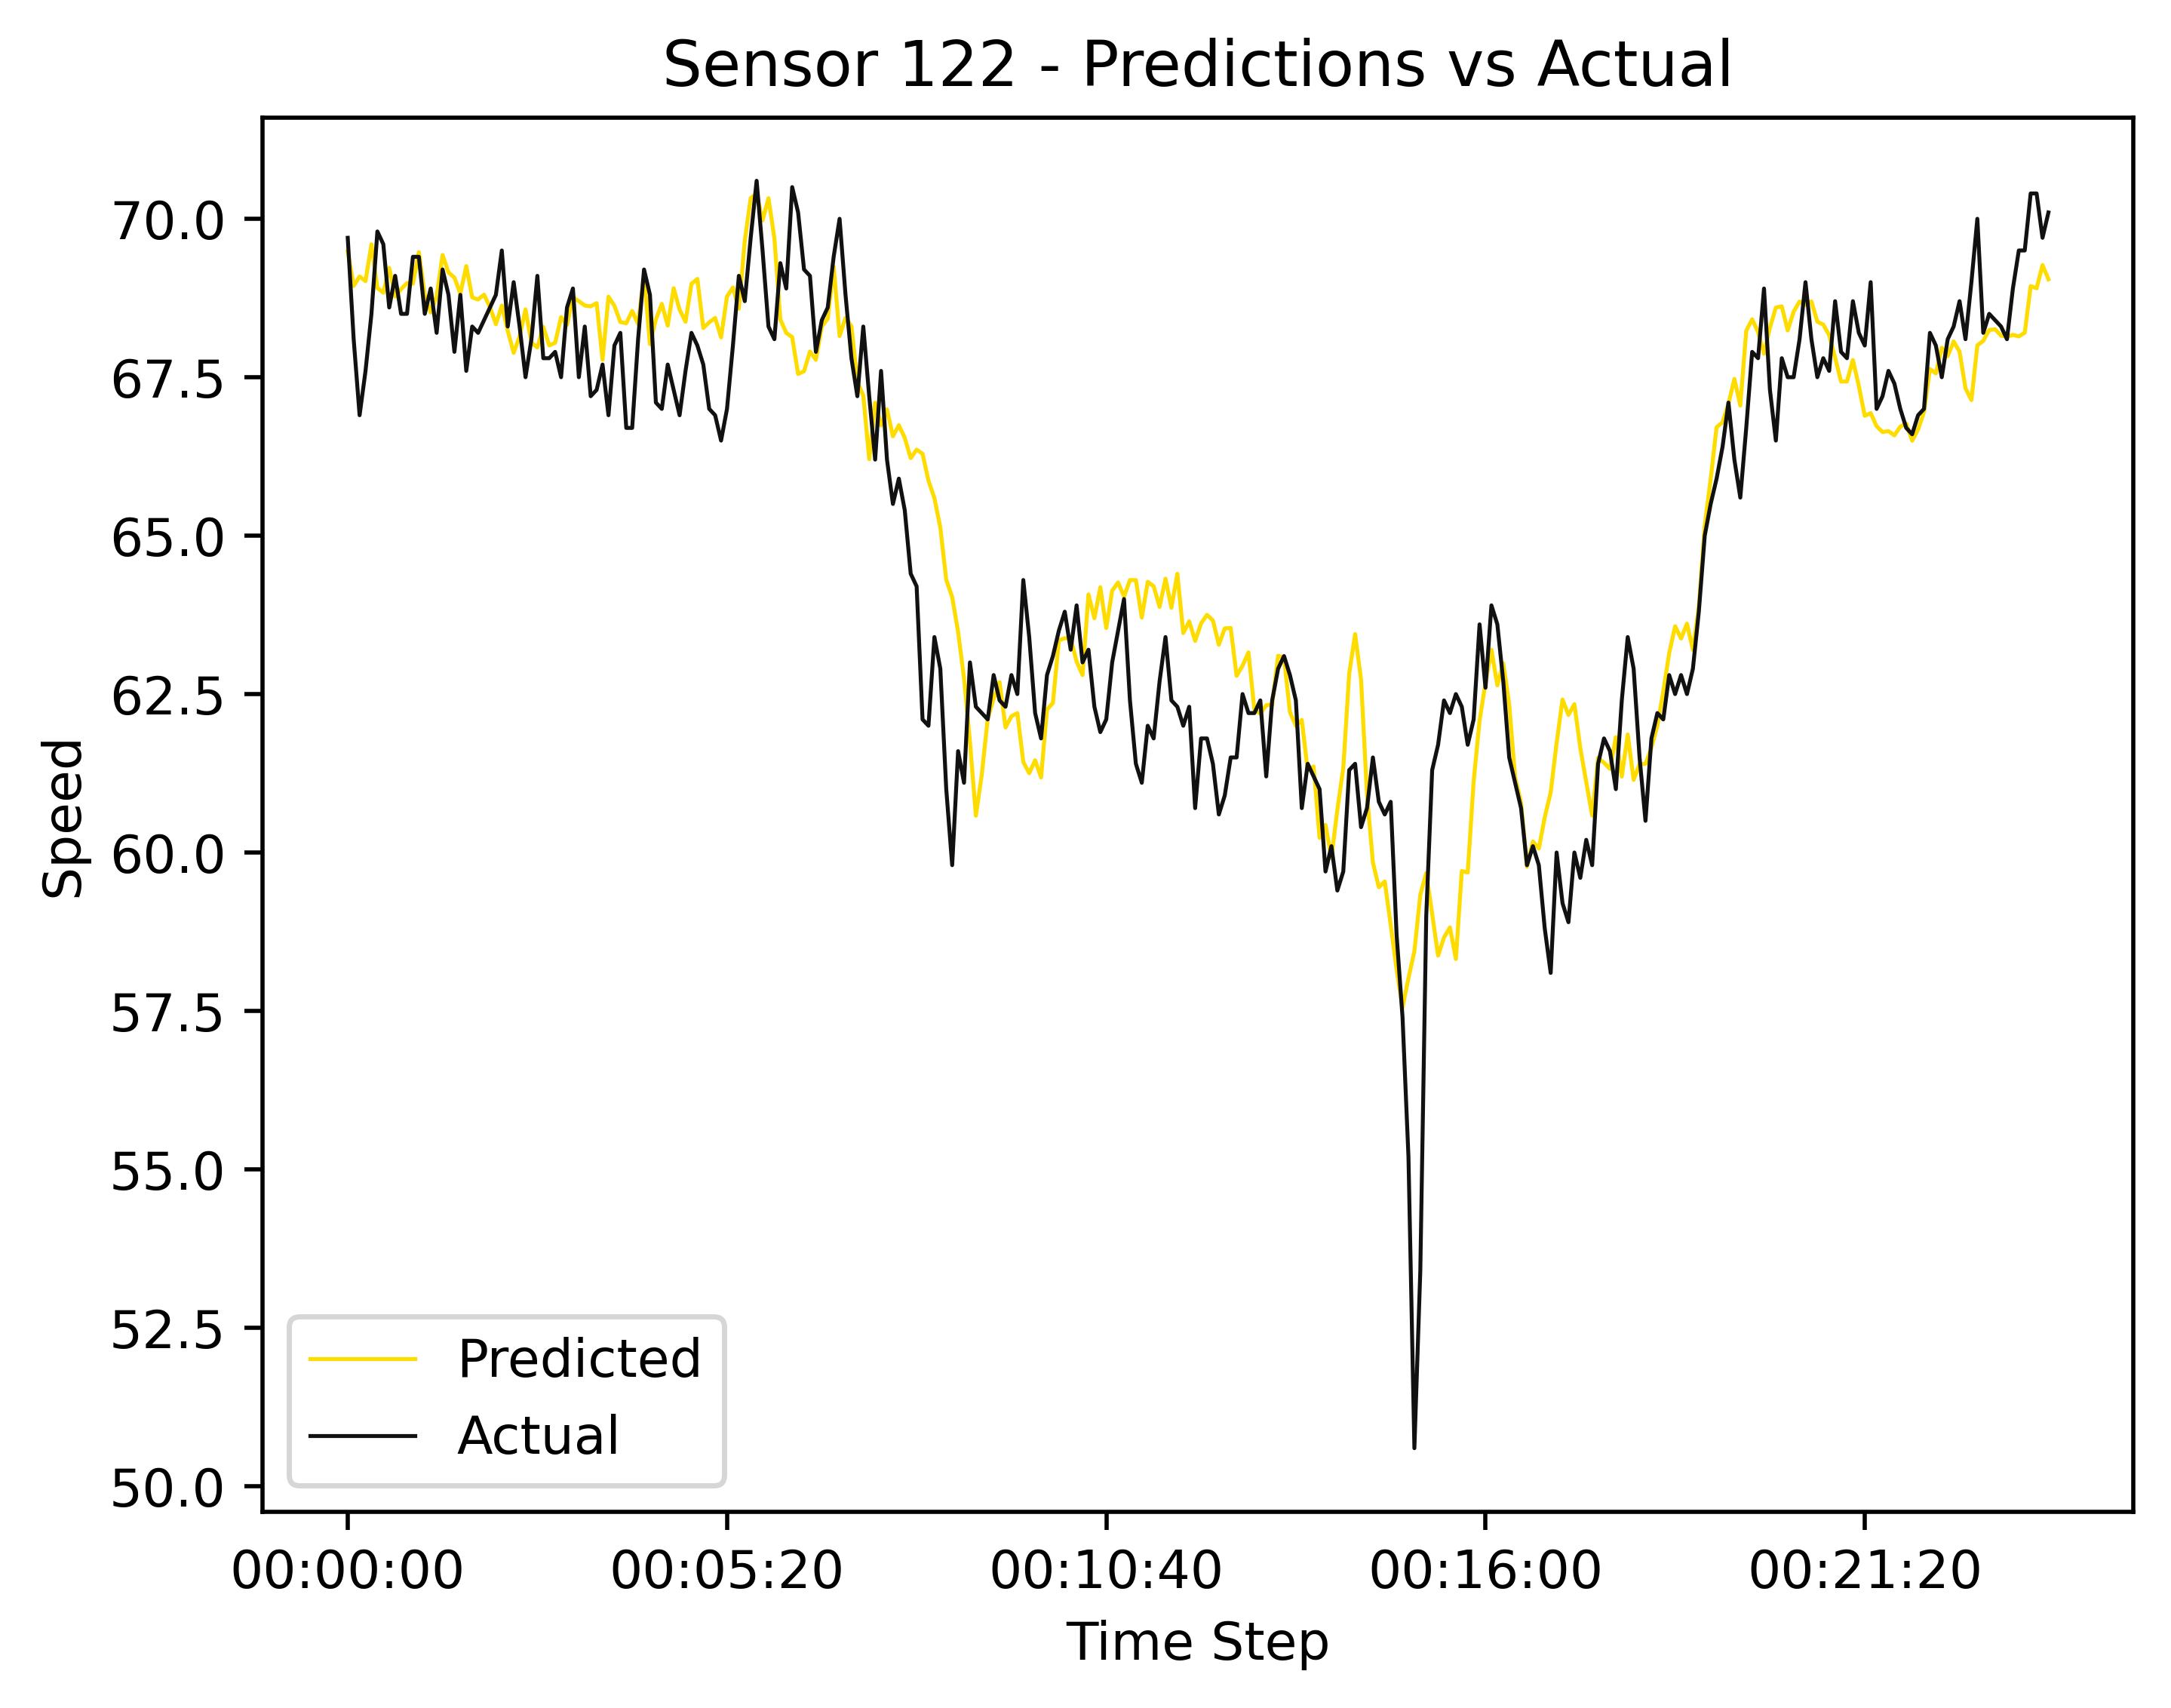 Sensor 122 - Predictions vs Actual
70.0
67.5
65.0
62.5
60.0
57.5
55.0
52.5
50.0
Speed
Predicted
Actual
00:00:00 00:05:20 00:10:40 00:16:00 00:21:20
Time Step